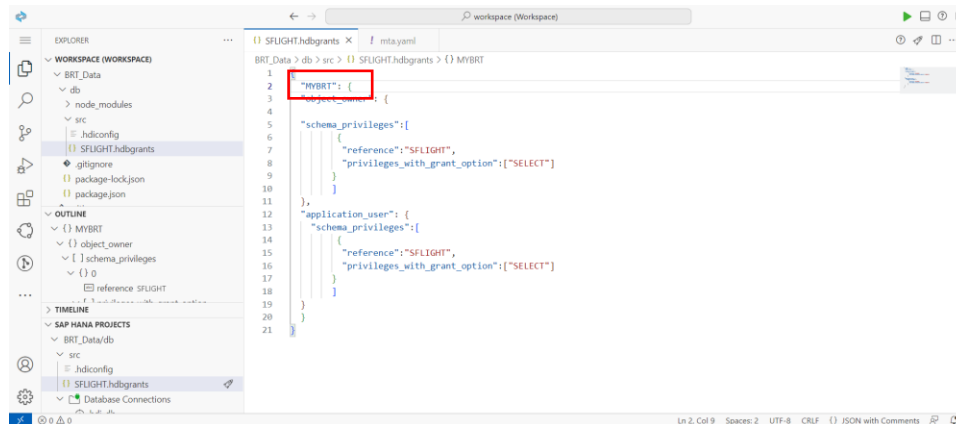 workspace (Workspace)
EXPLORER
SFLIGHT.hdbgrants
mta.yaml
WORKSPACE (WORKSPACE)
BRT_Data
db
node_modules
src
.hdiconfig
SFLIGHT.hdbgrants
.gitignore
package-lock.json
package.json
OUTLINE
{} MYBRT
{} object_owner
[ ] schema_privileges
{} 0
reference SFLIGHT
TIMELINE
SAP HANA PROJECTS
BRT_Data/db
src
.hdiconfig
SFLIGHT.hdbgrants
Database Connections
BRT_Data > db > src > {} SFLIGHT.hdbgrants > {} MYBRT
1 {
2 "MYBRT": {
3 "object_owner": {
4
5 "schema_privileges":[
6 {
7 "reference":"SFLIGHT",
8 "privileges_with_grant_option":["SELECT"]
9 }
10 ]
11 },
12 "application_user": {
13 "schema_privileges":[
14 {
15 "reference":"SFLIGHT",
16 "privileges_with_grant_option":["SELECT"]
17 }
18 ]
19 }
20 }
21 }
0 0
Ln 2, Col 9 Spaces: 2 UTF-8 CRLF {} JSON with Comments